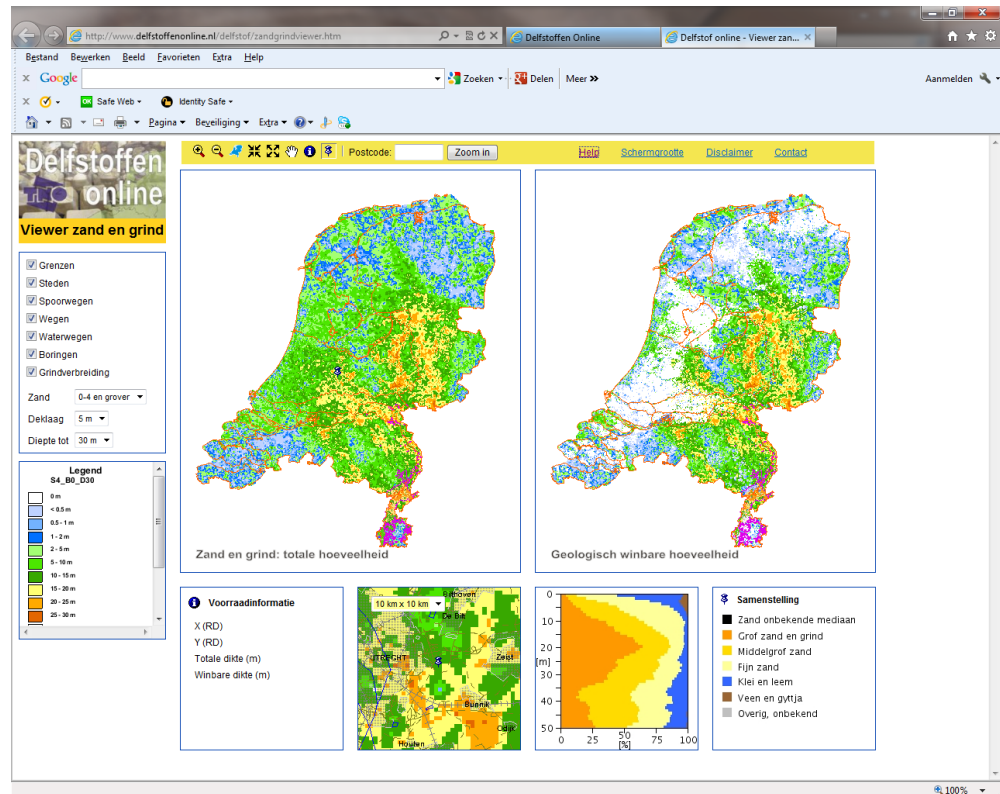 http://www.delfstoffenonline.nl/delfstof/zandgrindviewer.htm
Delfstoffen Online
Delfstof online - Viewer zan...
Bestand Bewerken Beeld Favorieten Extra Help
x Google Zoeken Delen Meer »
Aanmelden
x Safe Web Identity Safe
OK
Pagina Beveiliging Extra
Delfstoffen
online
Viewer zand en grind
Postcode: Zoom in Help Schermgrootte Disclaimer Contact
Grenzen
Steden
Spoorwegen
Wegen
Waterwegen
Boringen
Grindverbreiding
Zand 0-4 en grover
Deklaag 5 m
Diepte tot 30 m
Legend
S4_B0_D30
0 m
< 0.5 m
0.5 - 1 m
1 - 2 m
2 - 5 m
5 - 10 m
10 - 15 m
15 - 20 m
20 - 25 m
25 - 30 m
Zand en grind: totale hoeveelheid
Geologisch winbare hoeveelheid
Voorraadinformatie
X (RD)
Y (RD)
Totale dikte (m)
Winbare dikte (m)
10 km x 10 km
Bilthoven
De Bilt
UTRECHT
Zeist
Bunnik
Odijk
Houten
0
10
20
[m]
30
40
50
0 25 50 75 100
[%]
Samenstelling
Zand onbekende mediaan
Grof zand en grind
Middelgrof zand
Fijn zand
Klei en leem
Veen en gyttja
Overig, onbekend
100%